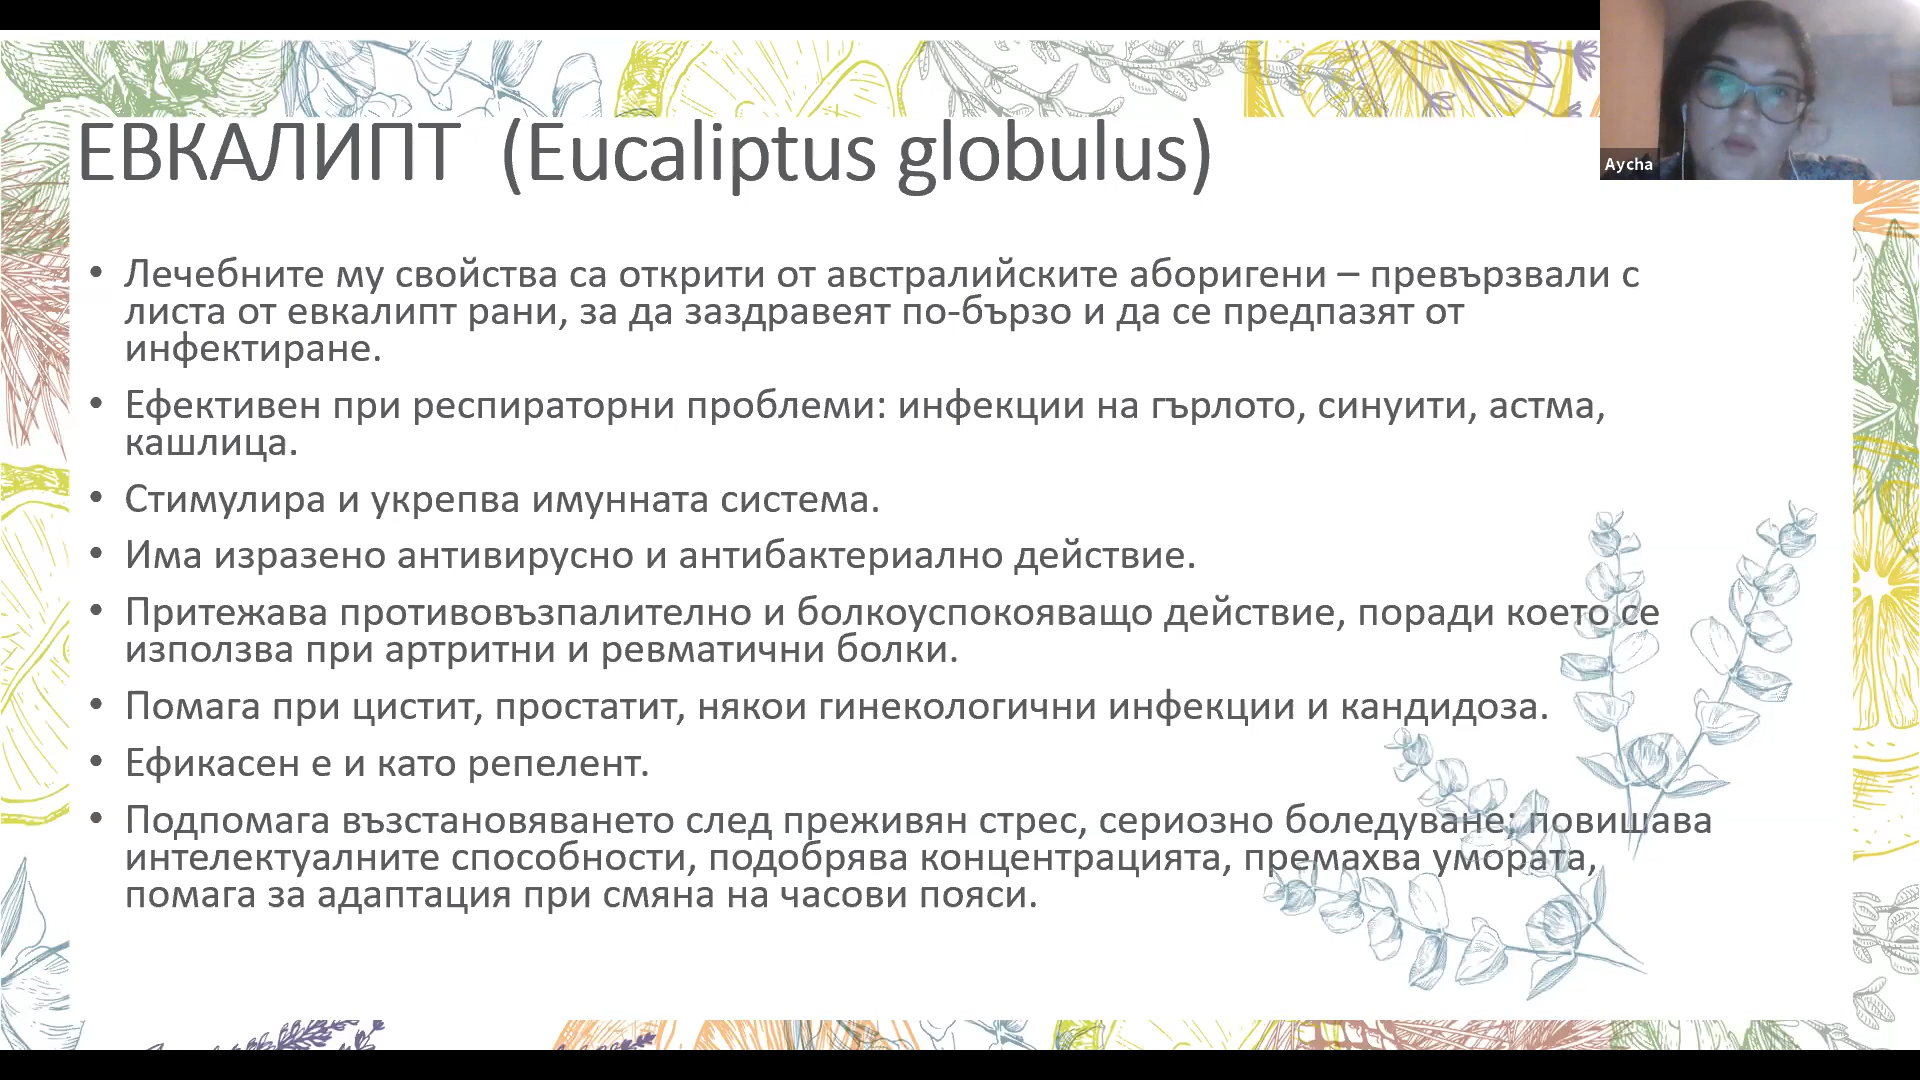 Aycha
ЕВКАЛИПТ (Eucaliptus globulus)
• Лечебните му свойства са открити от австралийските аборигени – превързвали с
листа от евкалипт рани, за да заздравеят по-бързо и да се предпазят от
инфектиране.
• Ефективен при респираторни проблеми: инфекции на гърлото, синуити, астма,
кашлица.
• Стимулира и укрепва имунната система.
• Има изразено антивирусно и антибактериално действие.
• Притежава противовъзпалително и болкоуспокояващо действие, поради което се
използва при артритни и ревматични болки.
• Помага при цистит, простатит, някои гинекологични инфекции и кандидоза.
• Ефикасен е и като репелент.
• Подпомага възстановяването след преживян стрес, сериозно боледуване; повишава
интелектуалните способности, подобрява концентрацията, премахва умората,
помага за адаптация при смяна на часови пояси.